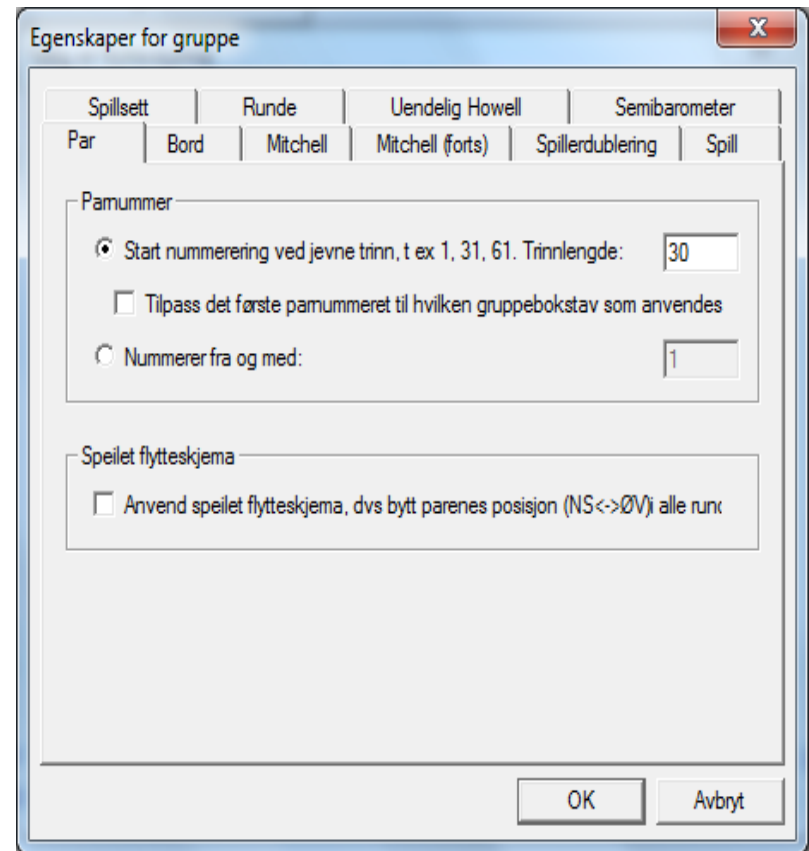 Egenskaper for gruppe
Spillsett Runde Uendelig Howell Semibarometer
Par Bord Mitchell Mitchell (forts) Spillerdublering Spill
Parnummer
Start nummerering ved jevne trinn, t ex 1, 31, 61. Trinnlengde: 30
Tilpass det første parnummeret til hvilken gruppebokstav som anvendes
Nummerer fra og med: 1
Speilet flytteskjema
Anvend speilet flytteskjema, dvs bytt parenes posisjon (NS<->ØV)i alle
OK Avbryt